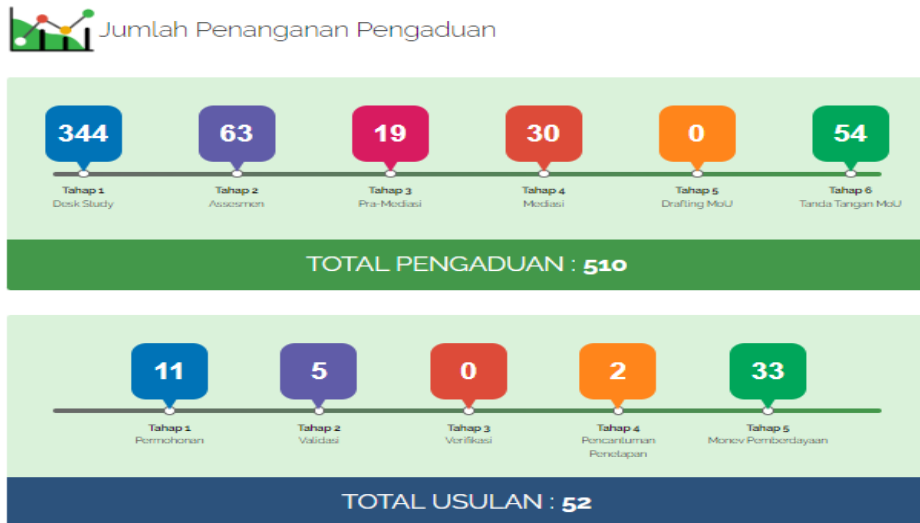 Jumlah Penanganan Pengaduan
344 63 19 30 0 54
Tahap 1 Tahap 2 Tahap 3 Tahap 4 Tahap 5 Tahap 6
Desk Study Assesmen Pra-Mediasi Mediasi Drafting MoU Tanda Tangan MoU
TOTAL PENGADUAN : 510
11 5 0 2 33
Tahap 1 Tahap 2 Tahap 3 Tahap 4 Tahap 5
Permohonan Validasi Verifikasi Pencantuman Monev Pemberdayaan
Penetapan
TOTAL USULAN : 52